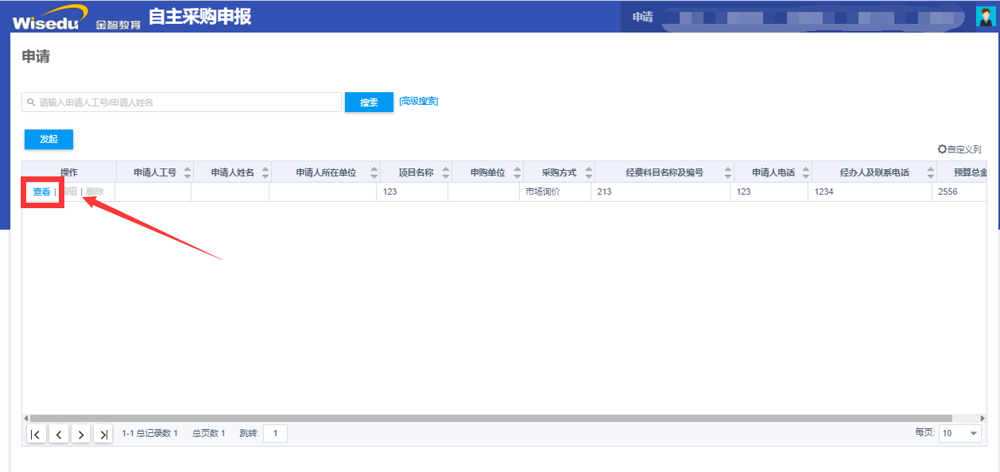 Wisedu 金智教育 自主采购申报 申请
申请
请输入申请人工号/申请人姓名 搜索 [高级搜索]
发起
自定义列
操作 申请人工号 申请人姓名 申请人所在单位 项目名称 申购单位 采购方式 经费科目名称及编号 申请人电话 经办人及联系电话 预算总金
查看 | 编辑 | 删除 123 市场询价 213 123 1234 2556
1-1 总记录数 1 总页数 1 跳转: 1 每页: 10